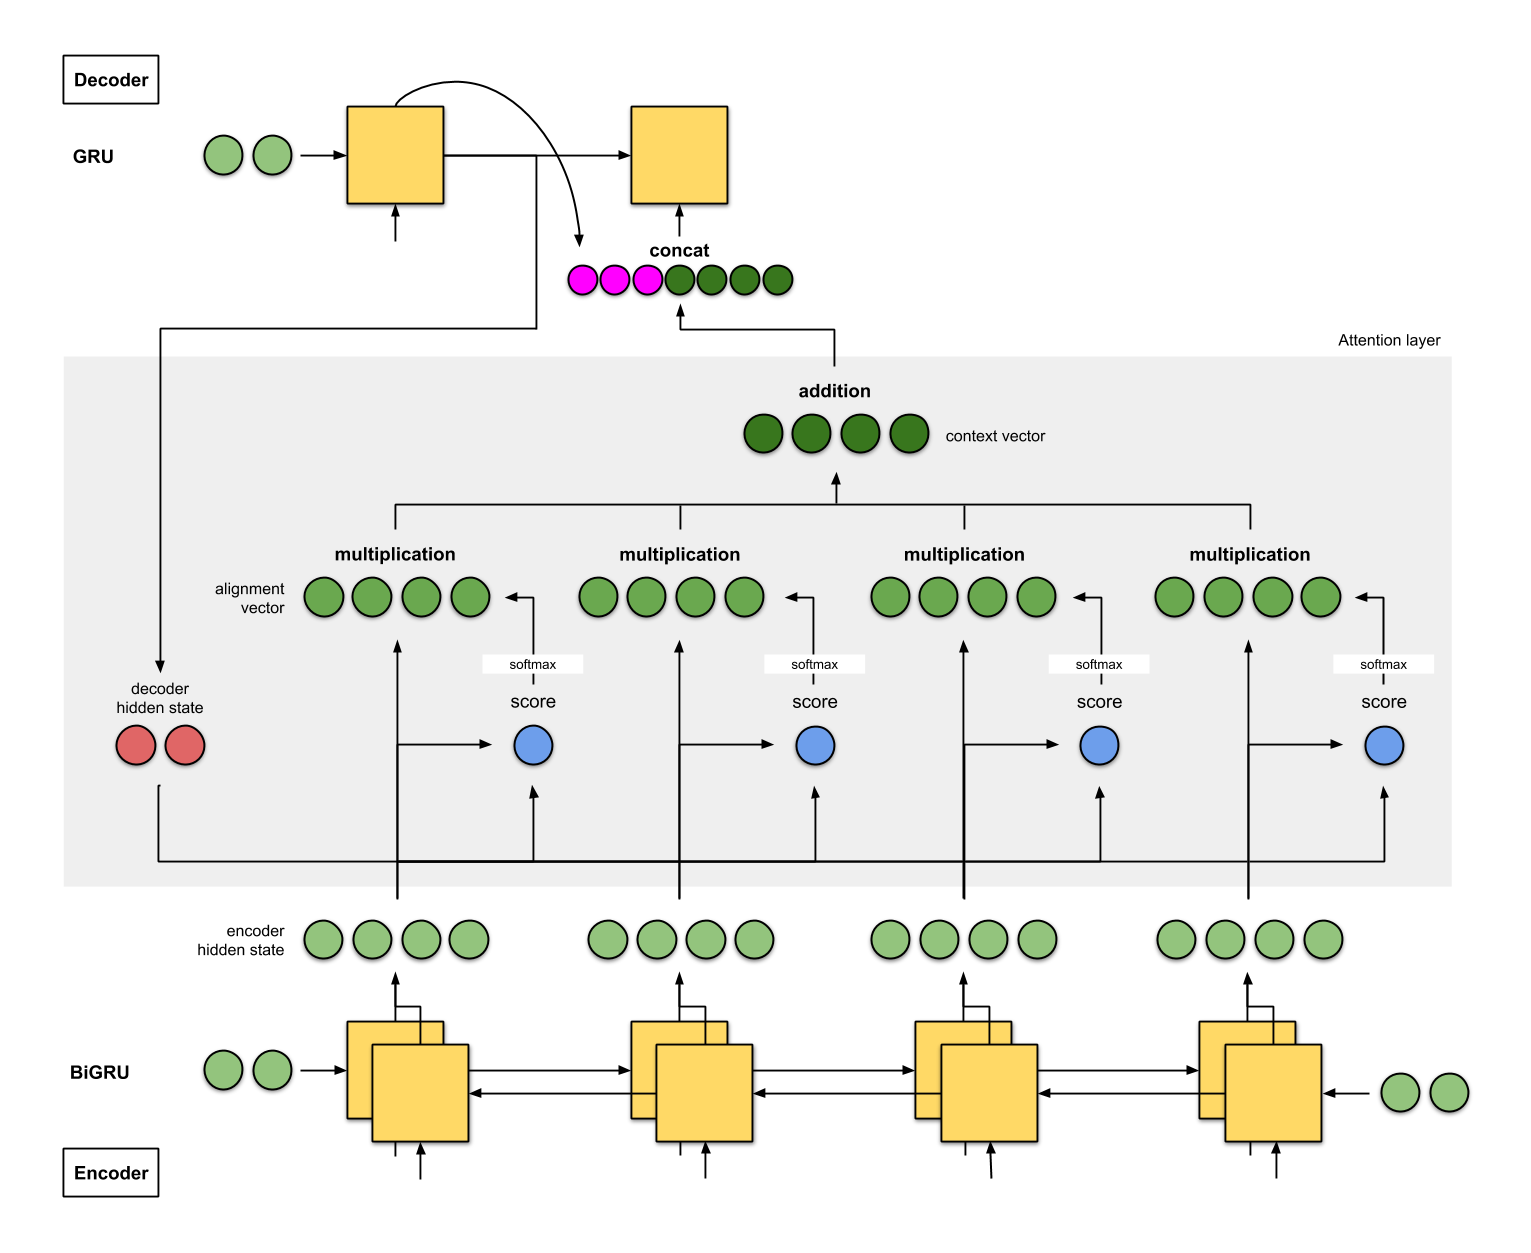 Decoder
GRU
concat
Attention layer
addition
context vector
multiplication
multiplication
multiplication
multiplication
alignment
vector
softmax
softmax
softmax
softmax
decoder
hidden state
score
score
score
score
encoder
hidden state
BiGRU
Encoder